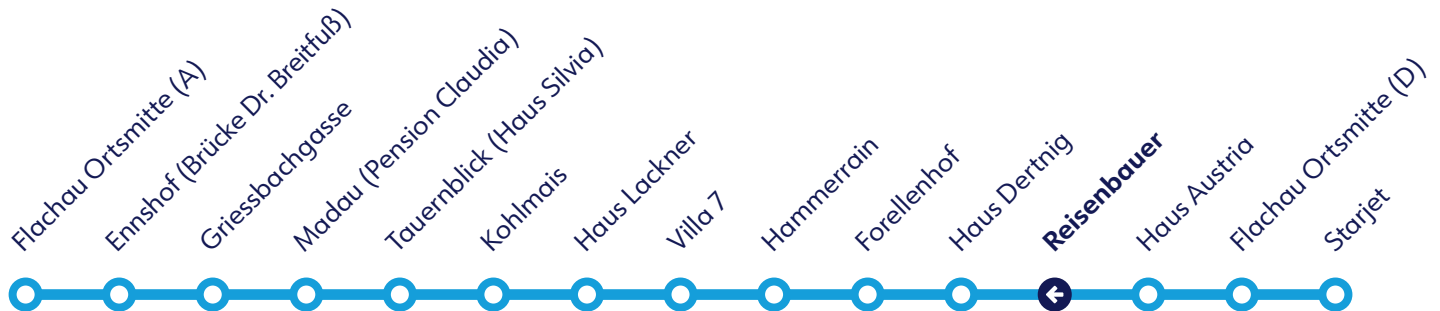 Flachau Ortsmitte (A)
Ennshof (Brücke Dr. Breitfuß)
Griessbachgasse
Madau (Pension Claudia)
Tauernblick (Haus Silvia)
Kohlmais
Haus Lackner
Villa 7
Hammerrain
Forellenhof
Haus Dertnig
Reisenbauer
Haus Austria
Flachau Ortsmitte (D)
Starjet